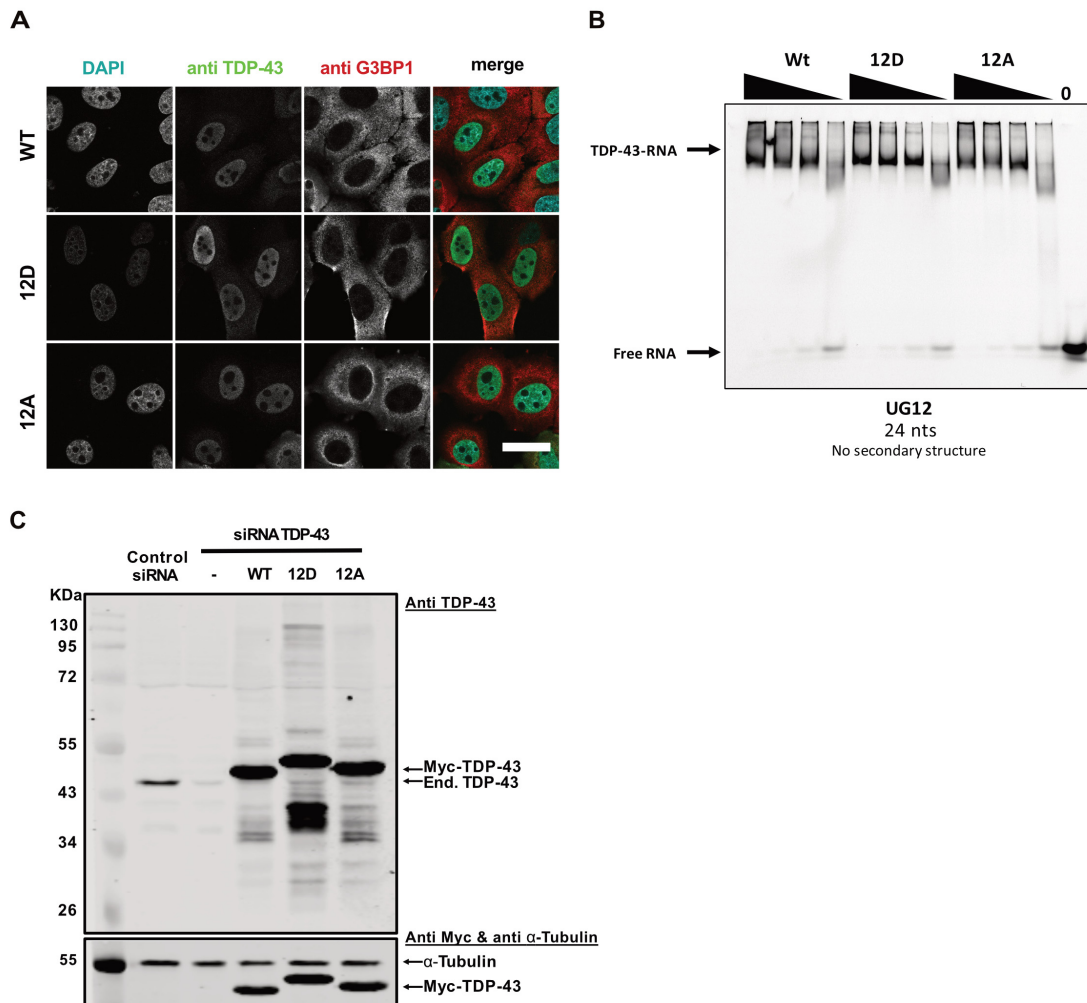 A
DAPI anti TDP-43 anti G3BP1 merge
WT
12D
12A
B
Wt 12D 12A 0
TDP-43-RNA
Free RNA
UG12
24 nts
No secondary structure
C
siRNA TDP-43
Control
siRNA - WT 12D 12A
KDa
Anti TDP-43
130
95
72
55
Myc-TDP-43
End. TDP-43
43
34
26
Anti Myc & anti α-Tubulin
55
α-Tubulin
Myc-TDP-43